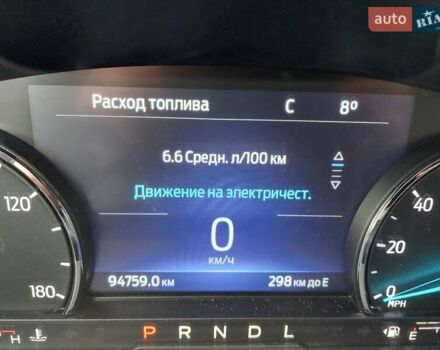 auto RIA
Расход топлива C 8º
6.6 Средн. л/100 км
Движение на электричест.
0
км/ч
94759.0 км 298 км до E
P R N D L
120
180
40
20
0
MPH
H
E